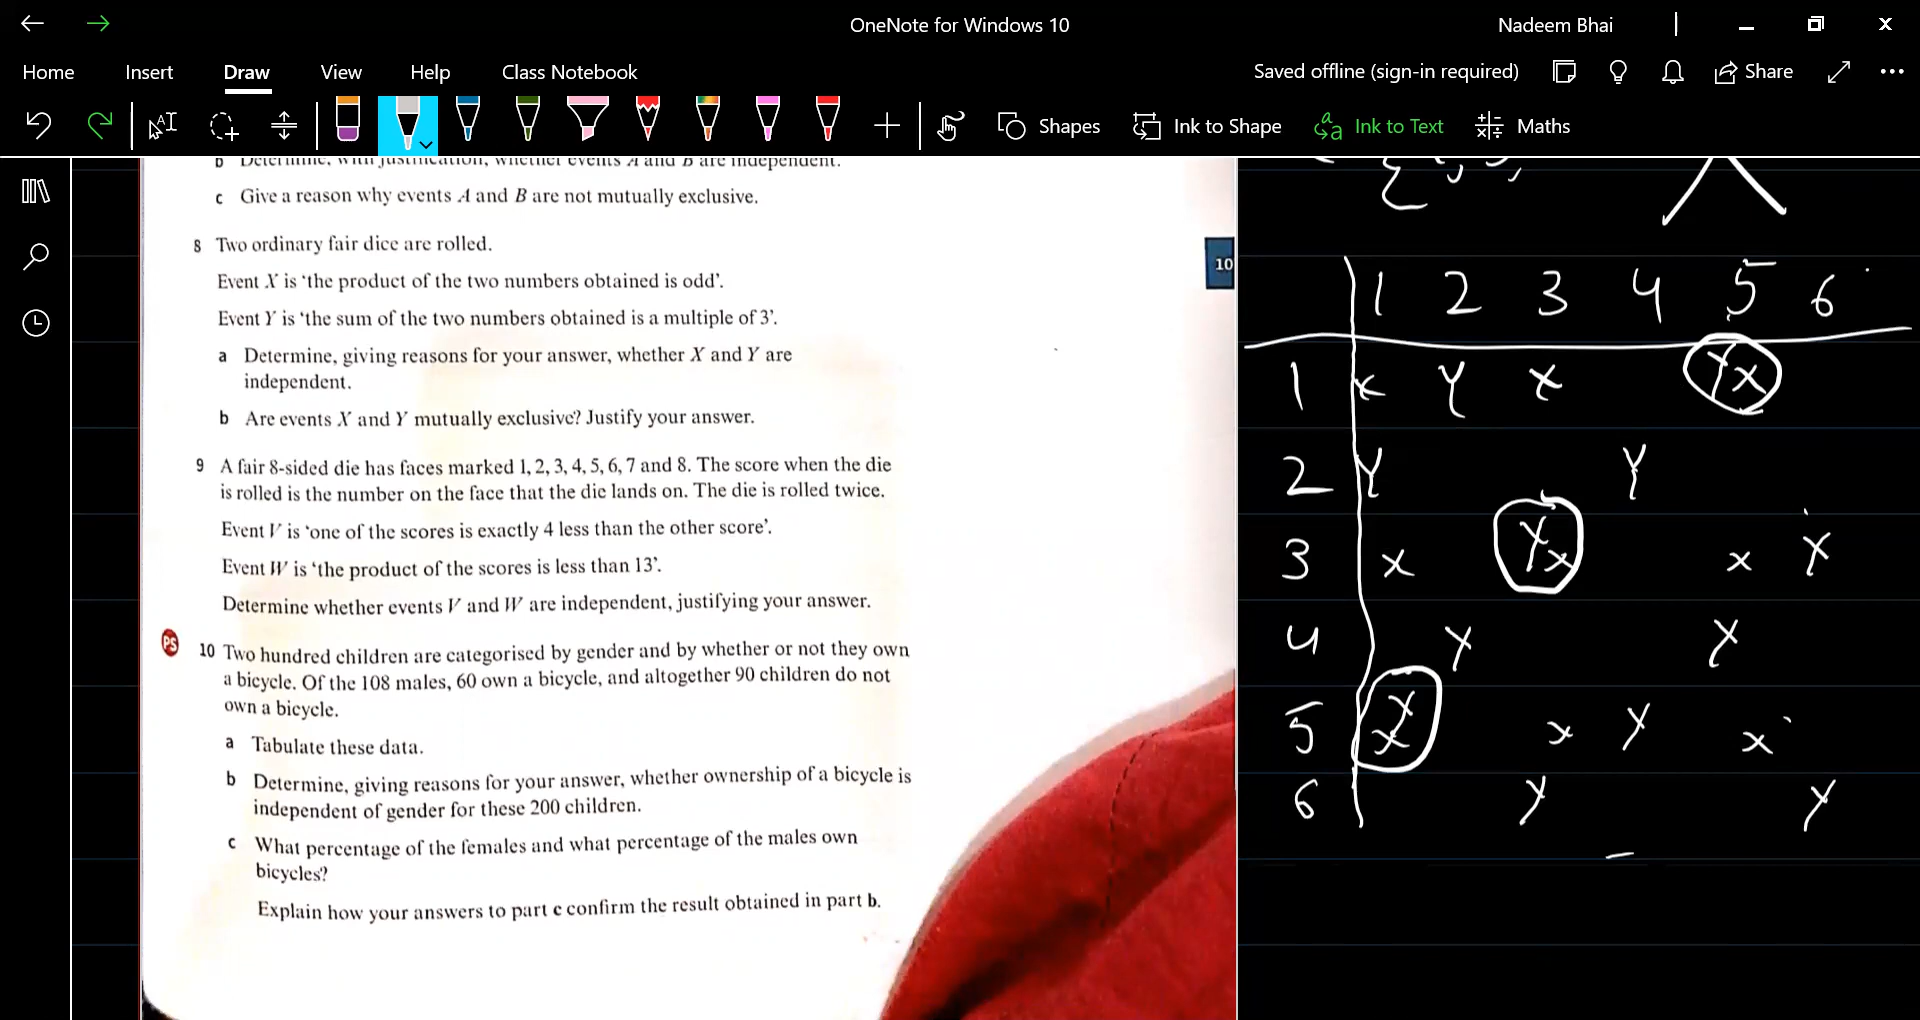 OneNote for Windows 10
Nadeem Bhai
Home Insert Draw View Help Class Notebook
Saved offline (sign-in required)
Share
Shapes
Ink to Shape
Ink to Text
Maths
b Determine, with justification, whether events A and B are independent.
c Give a reason why events A and B are not mutually exclusive.
8 Two ordinary fair dice are rolled.
Event X is ‘the product of the two numbers obtained is odd’.
Event Y is ‘the sum of the two numbers obtained is a multiple of 3’.
a Determine, giving reasons for your answer, whether X and Y are
independent.
b Are events X and Y mutually exclusive? Justify your answer.
9 A fair 8-sided die has faces marked 1, 2, 3, 4, 5, 6, 7 and 8. The score when the die
is rolled is the number on the face that the die lands on. The die is rolled twice.
Event V is ‘one of the scores is exactly 4 less than the other score’.
Event W is ‘the product of the scores is less than 13’.
Determine whether events V and W are independent, justifying your answer.
PS
10 Two hundred children are categorised by gender and by whether or not they own
a bicycle. Of the 108 males, 60 own a bicycle, and altogether 90 children do not
own a bicycle.
a Tabulate these data.
b Determine, giving reasons for your answer, whether ownership of a bicycle is
independent of gender for these 200 children.
c What percentage of the females and what percentage of the males own
bicycles?
Explain how your answers to part c confirm the result obtained in part b.
10
1 2 3 4 5 6
1 x Y x Y x
2 Y Y
3 x Y x x Y
4 Y Y
5 Y x x Y x
6 Y Y